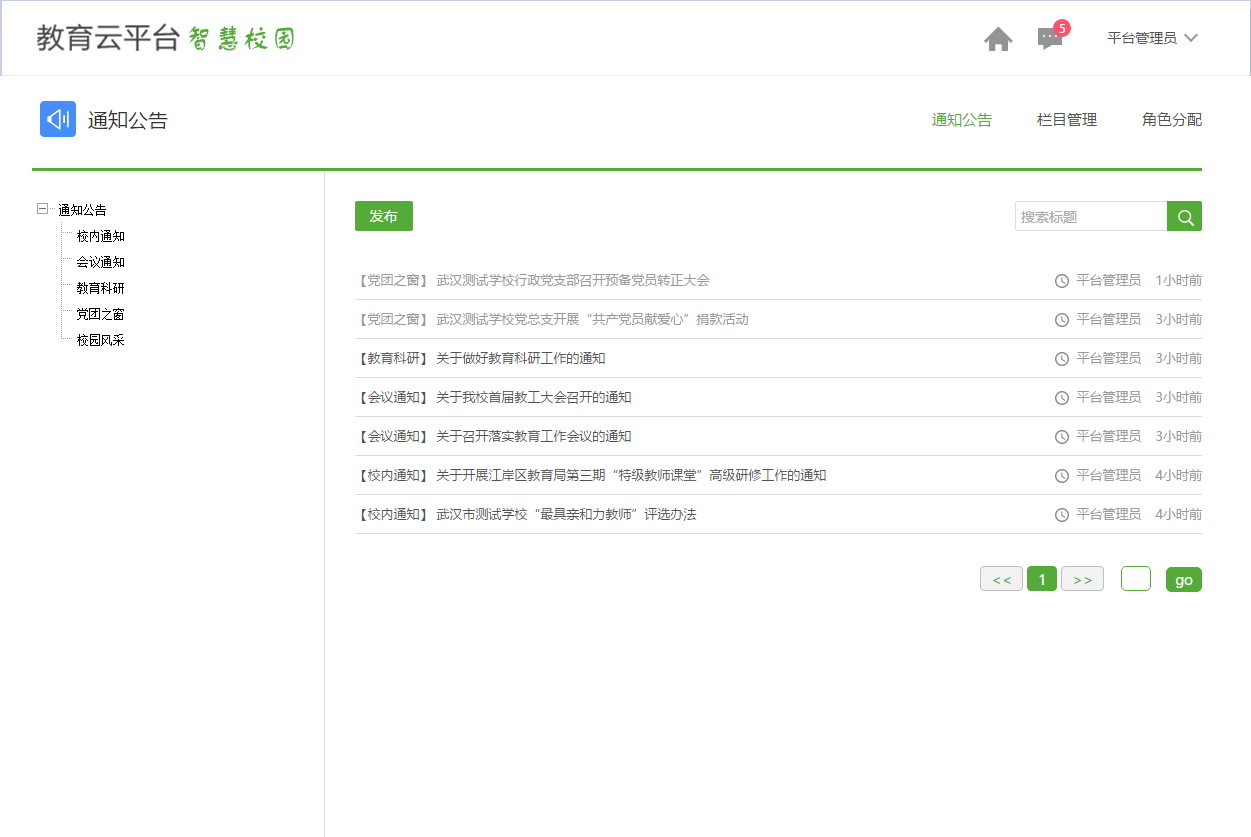 教育云平台 智慧校园
5
平台管理员
通知公告
通知公告 栏目管理 角色分配
通知公告
校内通知
会议通知
教育科研
党团之窗
校园风采
发布
搜索标题
【党团之窗】 武汉测试学校行政党支部召开预备党员转正大会 平台管理员 1小时前
【党团之窗】 武汉测试学校党总支开展“共产党员献爱心”捐款活动 平台管理员 3小时前
【教育科研】 关于做好教育科研工作的通知 平台管理员 3小时前
【会议通知】 关于我校首届教工大会召开的通知 平台管理员 3小时前
【会议通知】 关于召开落实教育工作会议的通知 平台管理员 3小时前
【校内通知】 关于开展江岸区教育局第三期“特级教师课堂”高级研修工作的通知 平台管理员 4小时前
【校内通知】 武汉市测试学校“最具亲和力教师”评选办法 平台管理员 4小时前
<< 1 >> go